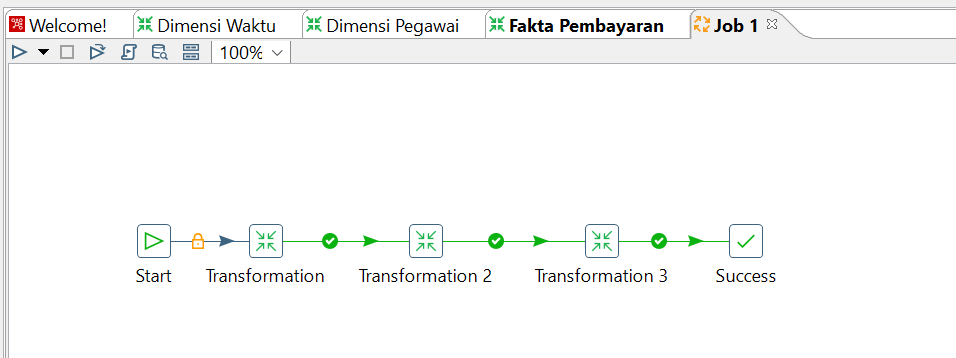 Welcome! Dimensi Waktu Dimensi Pegawai Fakta Pembayaran Job 1
100%
Start Transformation Transformation 2 Transformation 3 Success